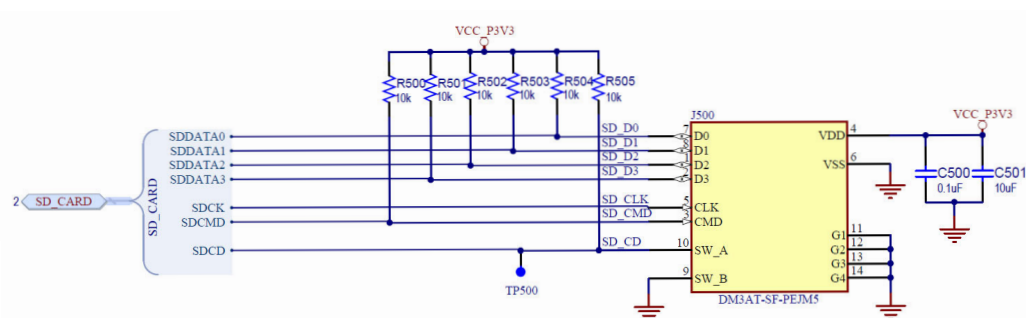 VCC_P3V3
R500 R501 R502 R503 R504 R505
10k 10k 10k 10k 10k 10k
J500
VCC_P3V3
SDDATA0 SD_D0 7 D0 VDD 4
SDDATA1 SD_D1 D1
SDDATA2 SD_D2 D2 VSS 6
SDDATA3 SD_D3 D3
C500 C501
0.1uF 10uF
2 SD_CARD
SD_CARD
SDCK SD_CLK 5 CLK
SDCMD SD_CMD 3 CMD
G1 11
SDCD SD_CD 10 SW_A G2 12
G3 13
9 SW_B G4 14
TP500
DM3AT-SF-PEJM5